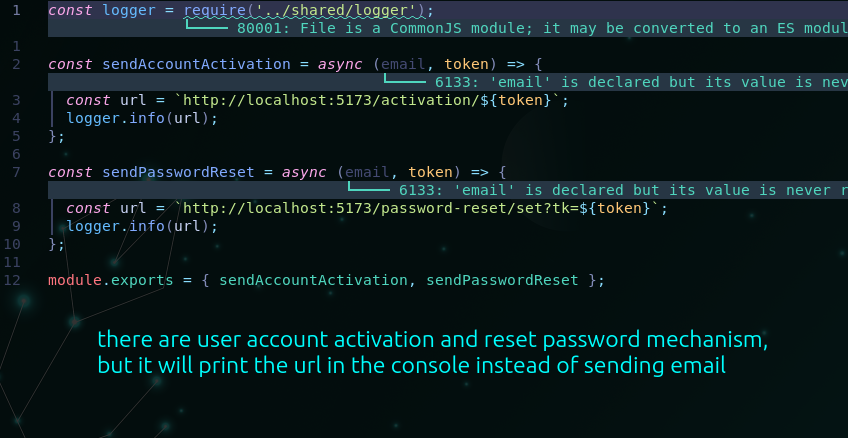 1 const logger = require('../shared/logger');
80001: File is a CommonJS module; it may be converted to an ES modul
1
2 const sendAccountActivation = async (email, token) => {
6133: 'email' is declared but its value is nev
3 const url = `http://localhost:5173/activation/${token}`;
4 logger.info(url);
5 };
6
7 const sendPasswordReset = async (email, token) => {
6133: 'email' is declared but its value is never r
8 const url = `http://localhost:5173/password-reset/set?tk=${token}`;
9 logger.info(url);
10 };
11
12 module.exports = { sendAccountActivation, sendPasswordReset };
there are user account activation and reset password mechanism,
but it will print the url in the console instead of sending email